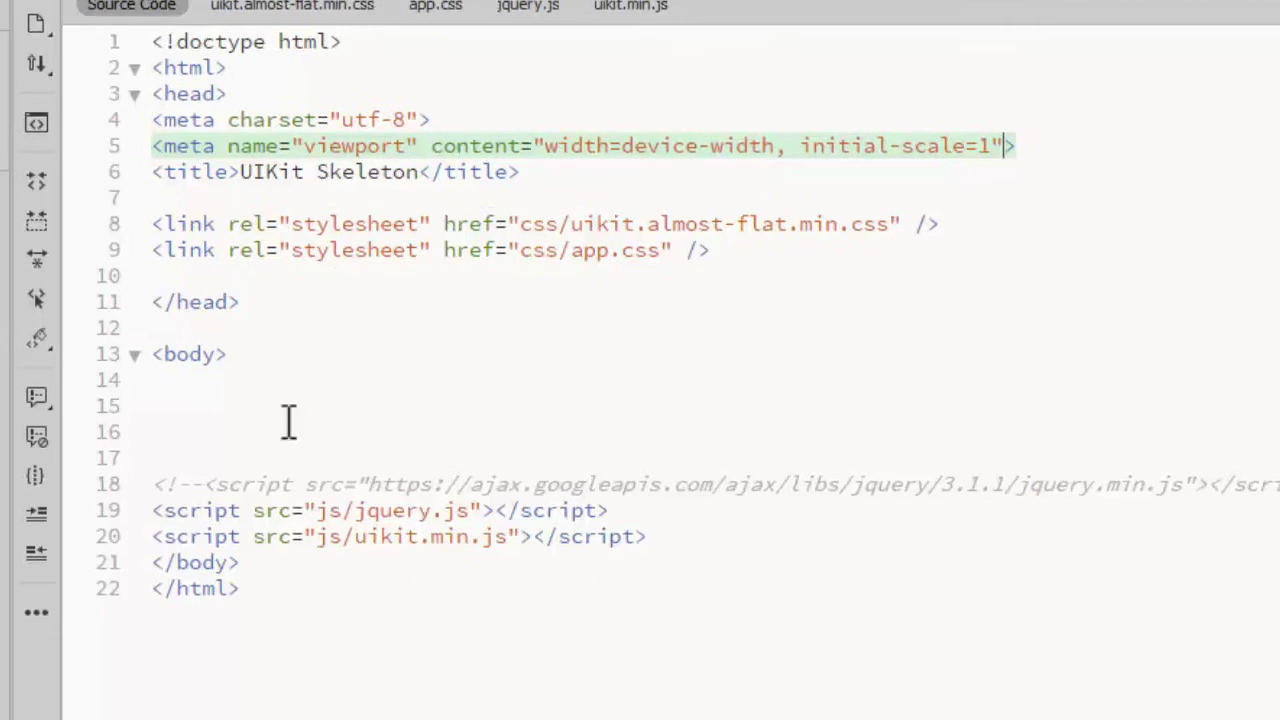 Source Code uikit.almost-flat.min.css app.css jquery.js uikit.min.js
1 <!doctype html>
2 <html>
3 <head>
4 <meta charset="utf-8">
5 <meta name="viewport" content="width=device-width, initial-scale=1">
6 <title>UIKit Skeleton</title>
7
8 <link rel="stylesheet" href="css/uikit.almost-flat.min.css" />
9 <link rel="stylesheet" href="css/app.css" />
10
11 </head>
12
13 <body>
14
15
16
17
18 <!--<script src="https://ajax.googleapis.com/ajax/libs/jquery/3.1.1/jquery.min.js"></scri
19 <script src="js/jquery.js"></script>
20 <script src="js/uikit.min.js"></script>
21 </body>
22 </html>